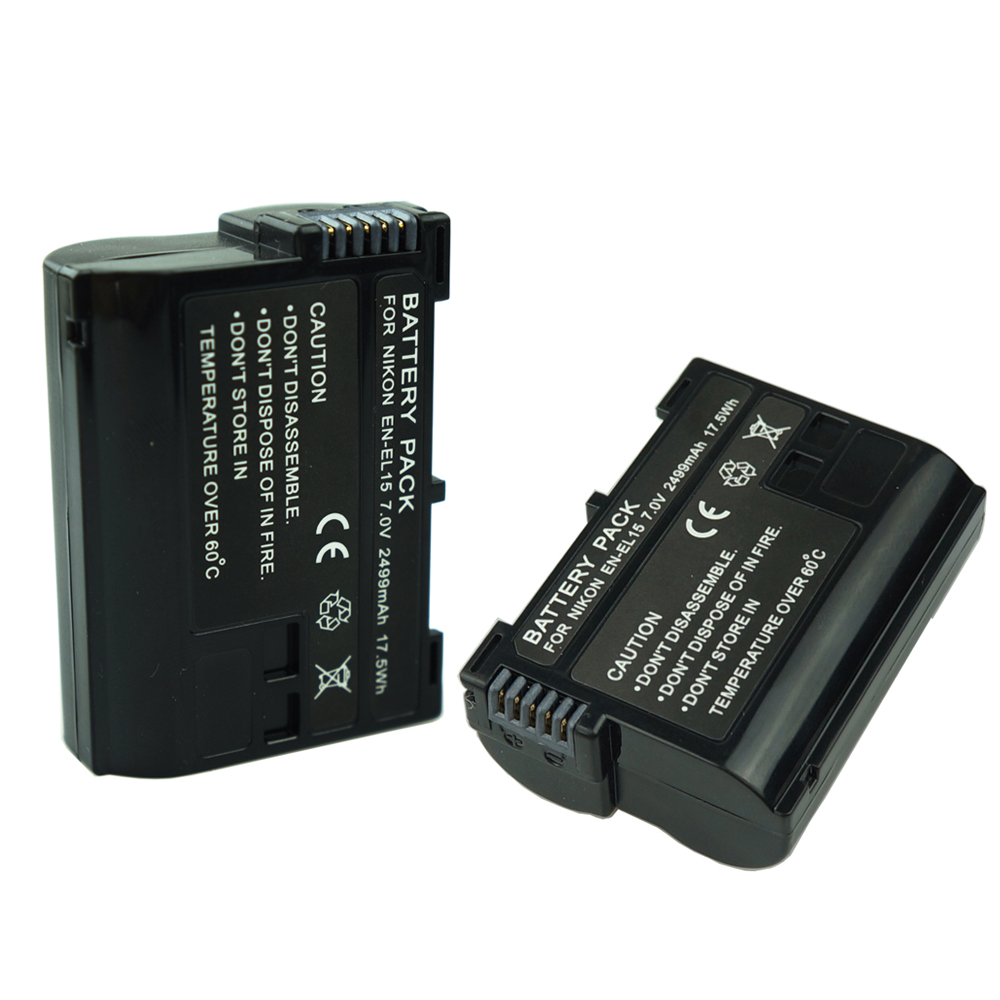 BATTERY PACK
FOR NIKON EN-EL15 7.0V 2499mAh 17.5Wh
CAUTION
•DON'T DISASSEMBLE.
•DON'T DISPOSE OF IN FIRE.
•DON'T STORE IN
TEMPERATURE OVER 60°C
CE
BATTERY PACK
FOR NIKON EN-EL15 7.0V 2499mAh 17.5Wh
CAUTION
•DON'T DISASSEMBLE.
•DON'T DISPOSE OF IN FIRE.
•DON'T STORE IN
TEMPERATURE OVER 60°C
CE
+ -